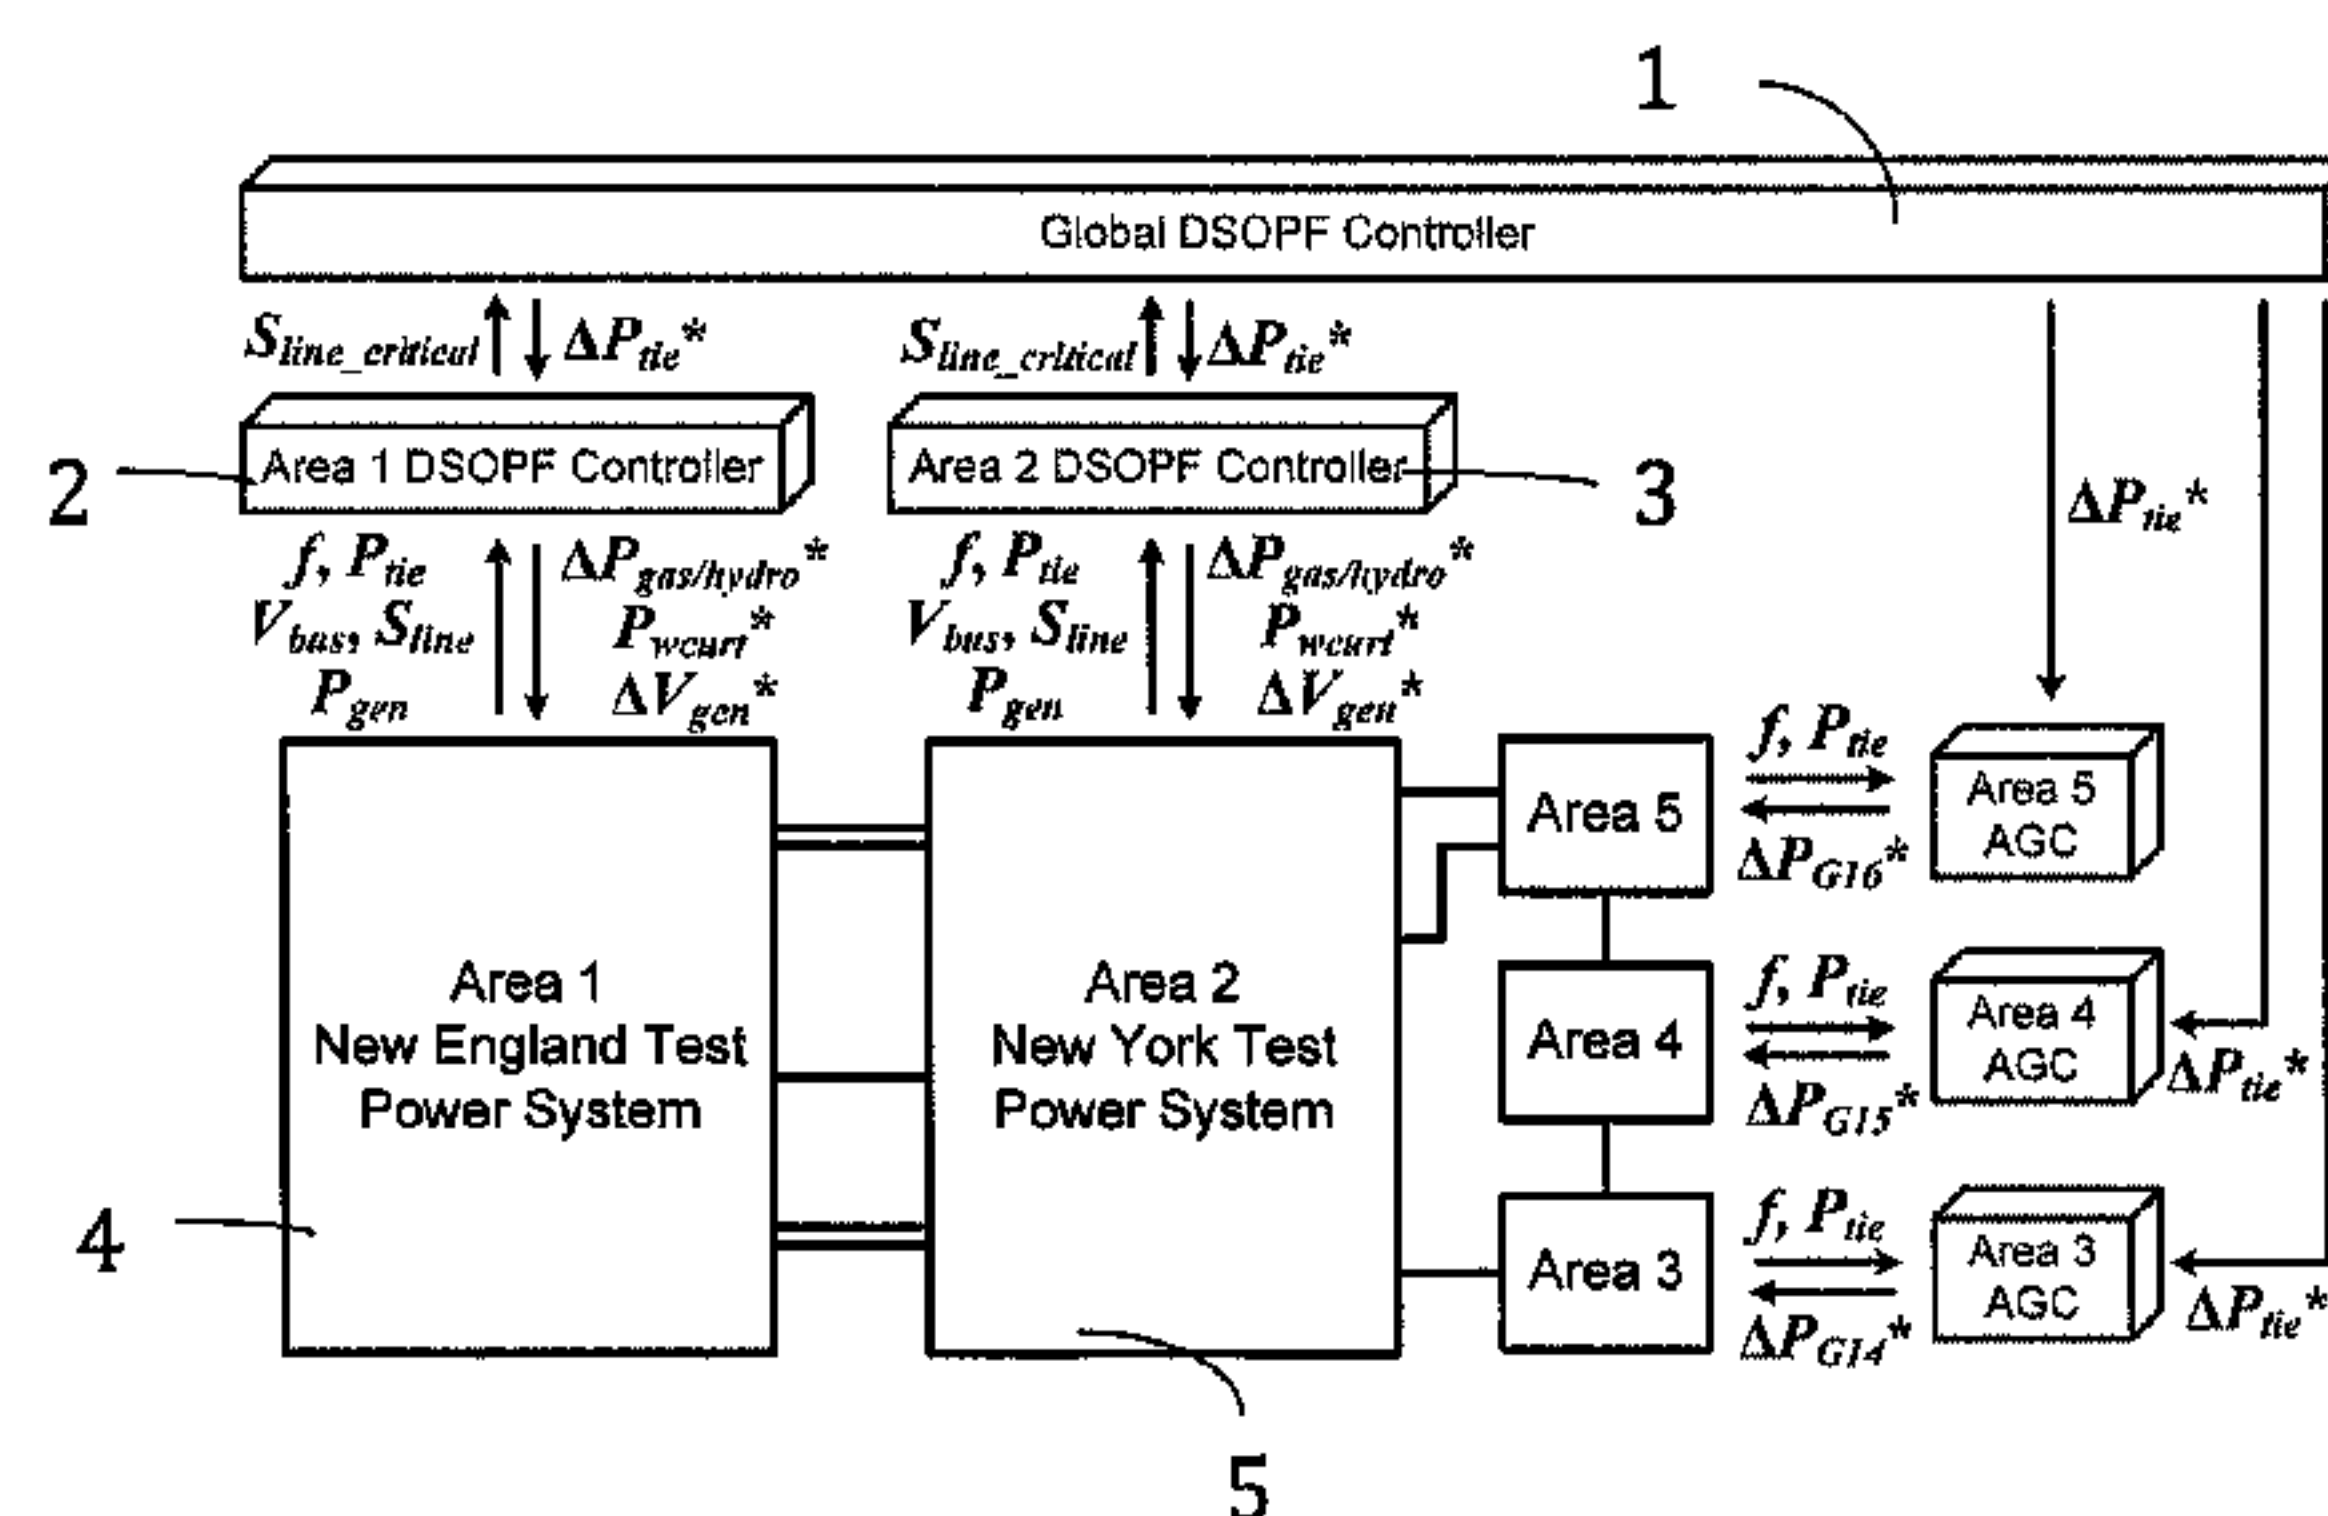 1
Global DSOPF Controller
S_line_critical ΔP_tie* S_line_critical ΔP_tie*
2 Area 1 DSOPF Controller Area 2 DSOPF Controller 3
ΔP_tie*
f, P_tie ΔP_gas/hydro* f, P_tie ΔP_gas/hydro*
V_bus, S_line P_wcurt* V_bus, S_line P_wcurt*
P_gen ΔV_gen* P_gen ΔV_gen*
Area 1
New England Test
Power System
4
Area 2
New York Test
Power System
5
Area 5
f, P_tie
ΔP_G16*
Area 5
AGC
Area 4
f, P_tie
ΔP_G15*
Area 4
AGC
ΔP_tie*
Area 3
f, P_tie
ΔP_G14*
Area 3
AGC
ΔP_tie*